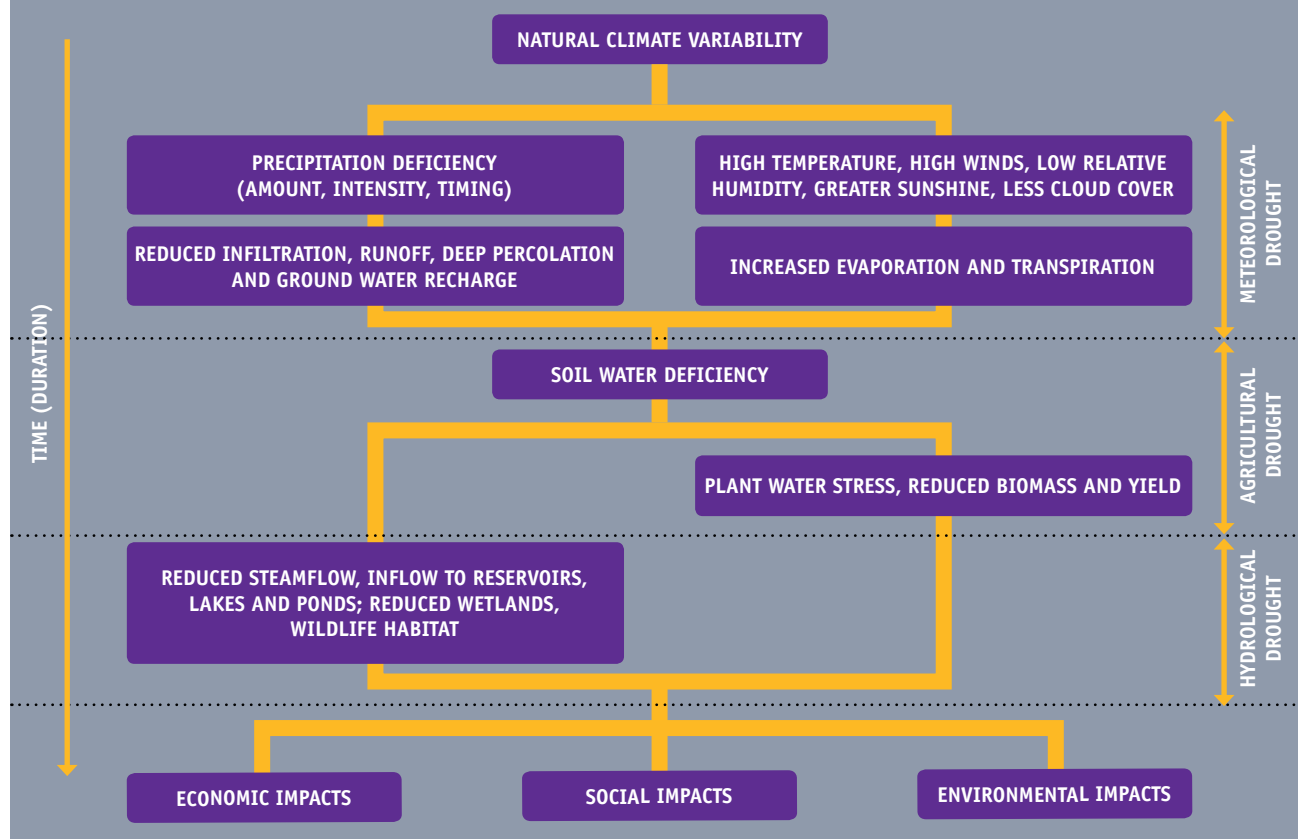 NATURAL CLIMATE VARIABILITY
PRECIPITATION DEFICIENCY
(AMOUNT, INTENSITY, TIMING)
HIGH TEMPERATURE, HIGH WINDS, LOW RELATIVE
HUMIDITY, GREATER SUNSHINE, LESS CLOUD COVER
REDUCED INFILTRATION, RUNOFF, DEEP PERCOLATION
AND GROUND WATER RECHARGE
INCREASED EVAPORATION AND TRANSPIRATION
METEOROLOGICAL
DROUGHT
TIME (DURATION)
SOIL WATER DEFICIENCY
PLANT WATER STRESS, REDUCED BIOMASS AND YIELD
AGRICULTURAL
DROUGHT
REDUCED STEAMFLOW, INFLOW TO RESERVOIRS,
LAKES AND PONDS; REDUCED WETLANDS,
WILDLIFE HABITAT
HYDROLOGICAL
DROUGHT
ECONOMIC IMPACTS
SOCIAL IMPACTS
ENVIRONMENTAL IMPACTS